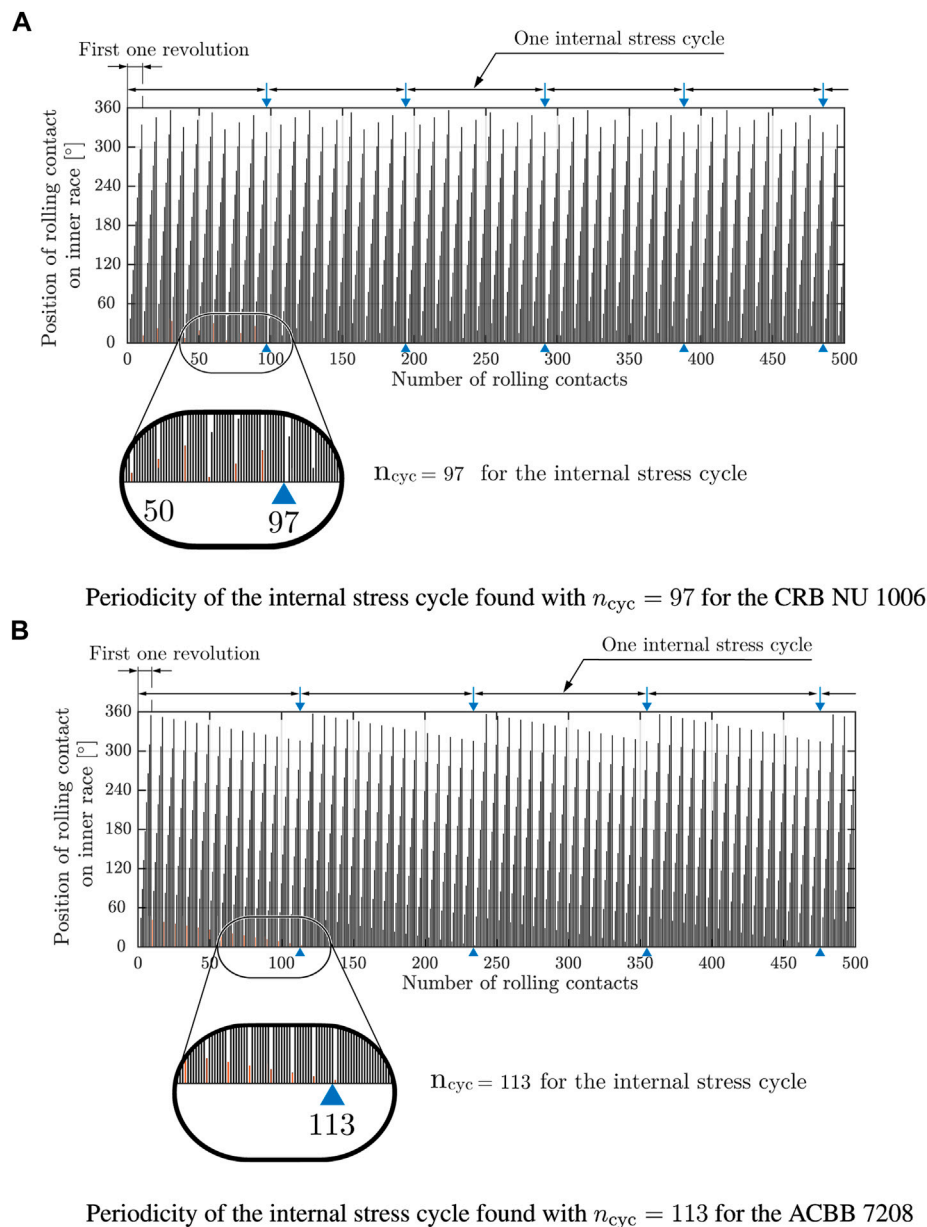 A
First one revolution
One internal stress cycle
Position of rolling contact
on inner race [°]
360
300
240
180
120
60
0
0 50 100 150 200 250 300 350 400 450 500
Number of rolling contacts
50
97
n_cyc = 97 for the internal stress cycle
Periodicity of the internal stress cycle found with n_cyc = 97 for the CRB NU 1006
B
First one revolution
One internal stress cycle
Position of rolling contact
on inner race [°]
360
300
240
180
120
60
0
0 50 100 150 200 250 300 350 400 450 500
Number of rolling contacts
113
n_cyc = 113 for the internal stress cycle
Periodicity of the internal stress cycle found with n_cyc = 113 for the ACBB 7208